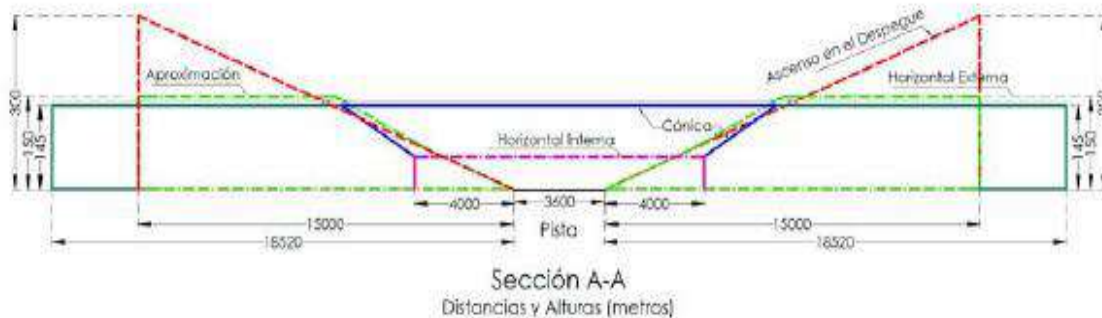 Ascenso en el Despegue
Aproximación
Horizontal Externa
Cónica
Horizontal Interna
300
150
145
145
150
4000
3600
4000
15000
Pista
15000
18520
18520
Sección A-A
Distancias y Alturas (metros)